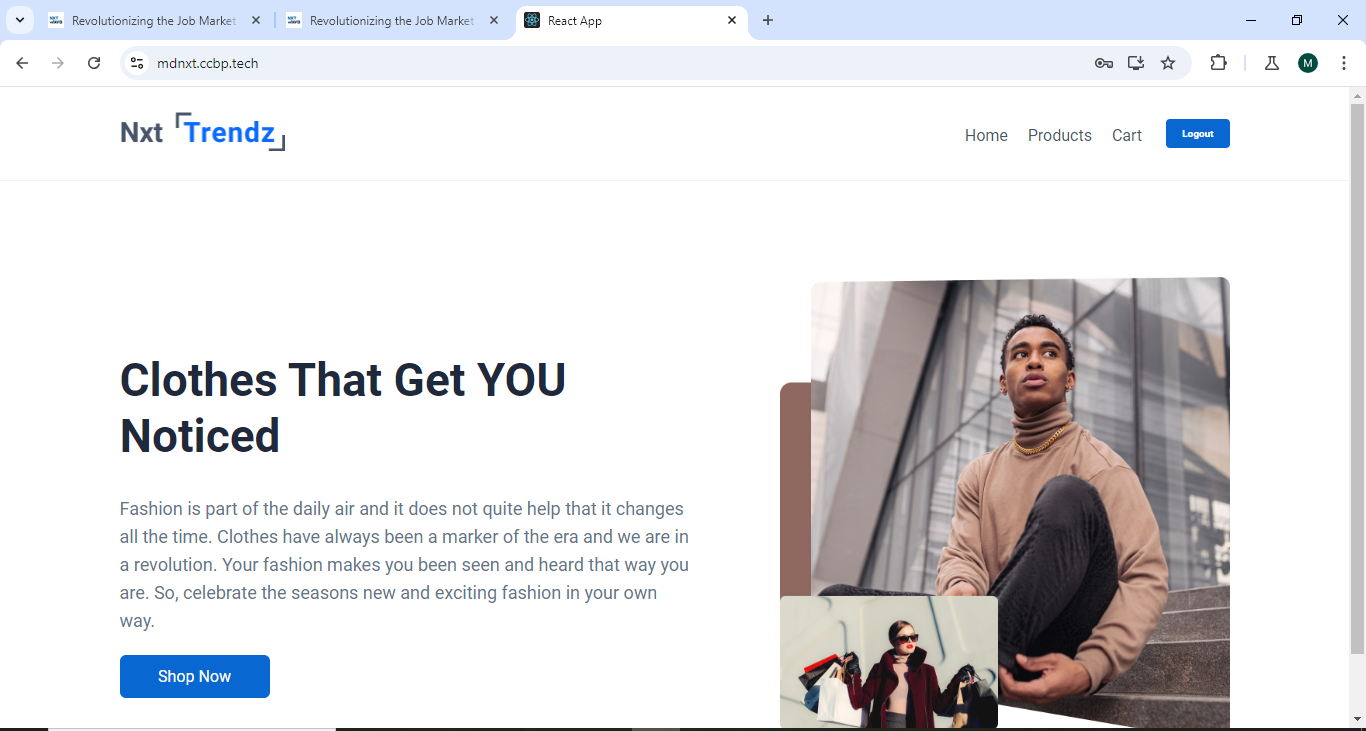 Revolutionizing the Job Market
Revolutionizing the Job Market
React App
mdnxt.ccbp.tech
M
Nxt Trendz
Home
Products
Cart
Logout
Clothes That Get YOU
Noticed
Fashion is part of the daily air and it does not quite help that it changes
all the time. Clothes have always been a marker of the era and we are in
a revolution. Your fashion makes you been seen and heard that way you
are. So, celebrate the seasons new and exciting fashion in your own
way.
Shop Now